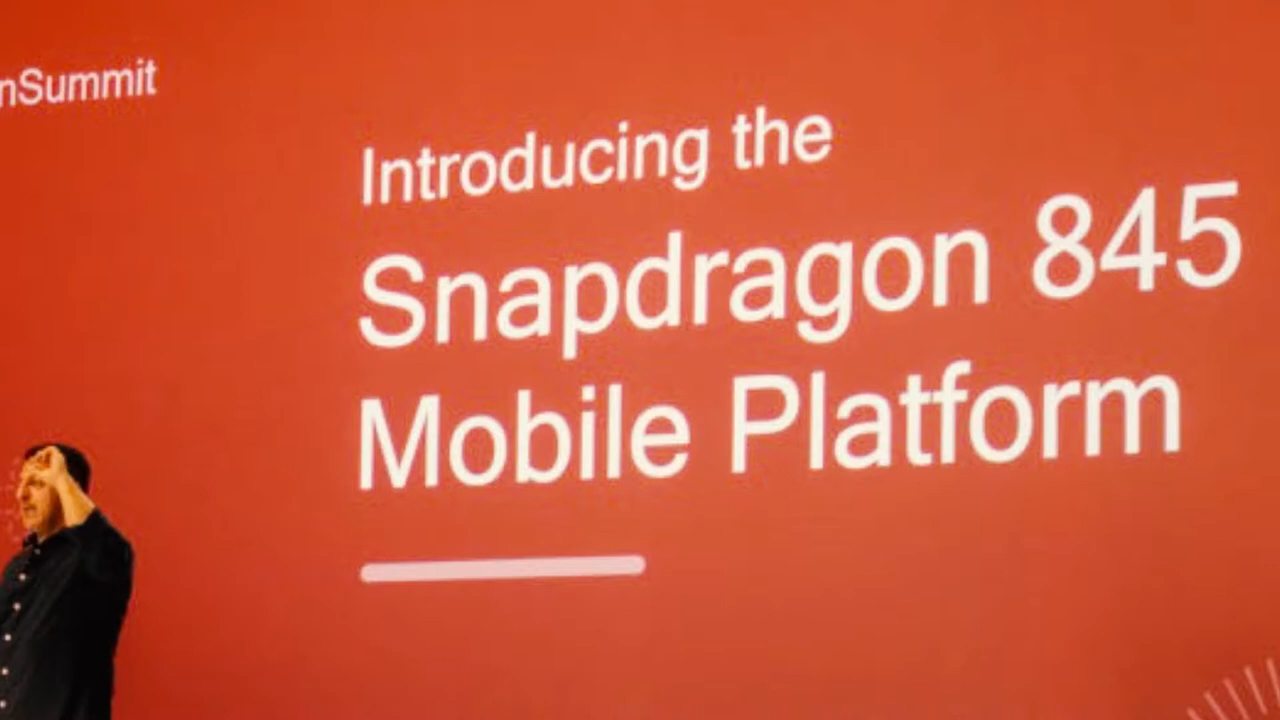 nSummit
Introducing the
Snapdragon 845
Mobile Platform